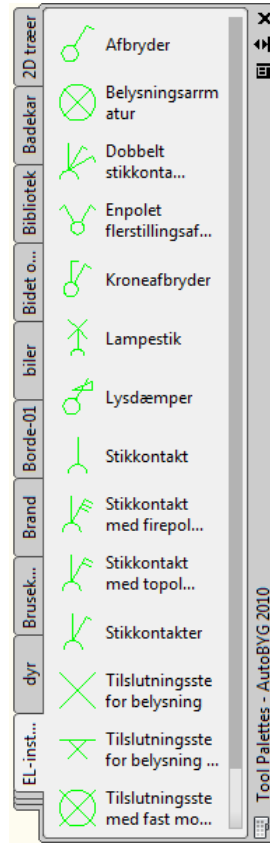 2D træer
Badekar
Bibliotek
Bidet o...
biler
Borde-01
Brand
Brusek...
dyr
EL-inst...
Afbryder
Belysningsarrm
atur
Dobbelt
stikkonta...
Enpolet
flerstillingsaf...
Kroneafbryder
Lampestik
Lysdæmper
Stikkontakt
Stikkontakt
med firepol...
Stikkontakt
med topol...
Stikkontakter
Tilslutningsste
for belysning
Tilslutningsste
for belysning ...
Tilslutningsste
med fast mo...
Tool Palettes - AutoBYG 2010